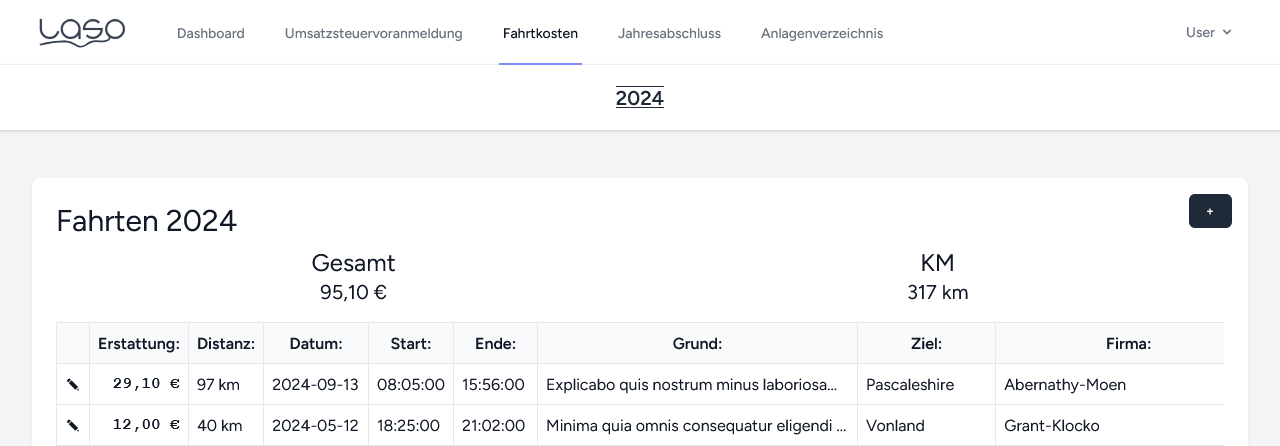 LaSo
Dashboard Umsatzsteuervoranmeldung Fahrtkosten Jahresabschluss Anlagenverzeichnis User
2024
Fahrten 2024 +
Gesamt KM
95,10 € 317 km
Erstattung: Distanz: Datum: Start: Ende: Grund: Ziel: Firma:
29,10 € 97 km 2024-09-13 08:05:00 15:56:00 Explicabo quis nostrum minus laboriosa... Pascaleshire Abernathy-Moen
12,00 € 40 km 2024-05-12 18:25:00 21:02:00 Minima quia omnis consequatur eligendi ... Vonland Grant-Klocko